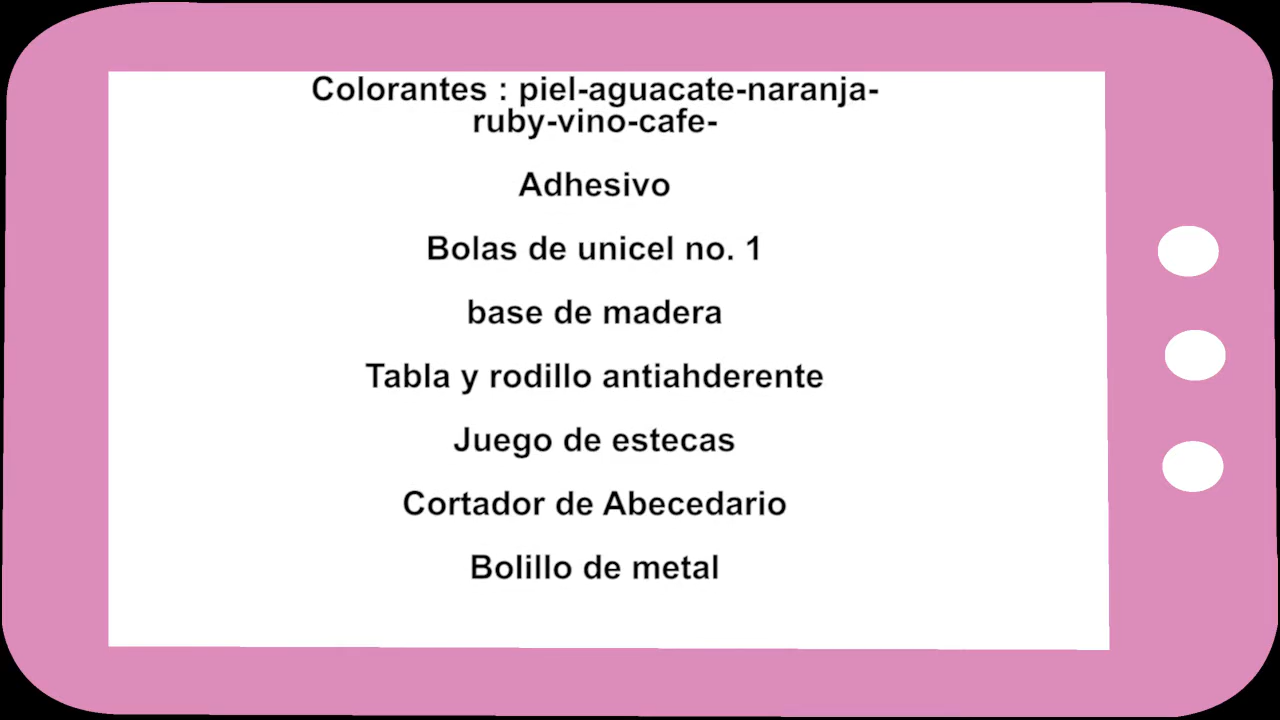 Colorantes : piel-aguacate-naranja-
ruby-vino-cafe-
Adhesivo
Bolas de unicel no. 1
base de madera
Tabla y rodillo antiahderente
Juego de estecas
Cortador de Abecedario
Bolillo de metal